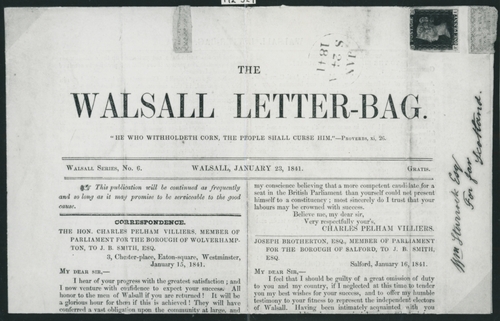 THE
WALSALL LETTER-BAG.
"HE WHO WITHHOLDETH CORN, THE PEOPLE SHALL CURSE HIM."—Proverbs, xi, 26.
Walsall Series, No. 6. WALSALL, JANUARY 23, 1841. Gratis.
This publication will be continued as frequently
and so long as it may promise to be serviceable to the good
cause.
CORRESPONDENCE.
THE HON. CHARLES PELHAM VILLIERS, MEMBER OF
PARLIAMENT FOR THE BOROUGH OF WOLVERHAMP-
TON, TO J. B. SMITH, ESQ.
3, Chester-place, Eaton-square, Westminster,
January 15, 1841.
My dear Sir,—
I hear of your progress with the greatest satisfaction; and
I now venture with confidence to expect your success. All
honor to the men of Walsall if you are returned! It will be
a glorious hour for them if this is achieved! They will have
conferred a vast obligation upon the community at large, and
my conscience believing that a more competent candidate for a
seat in the British Parliament than yourself could not present
himself to a constituency; most sincerely do I trust that your
labours may be crowned with success.
Believe me, my dear sir,
Very respectfully your's,
CHARLES PELHAM VILLIERS.
JOSEPH BROTHERTON, ESQ., MEMBER OF PARLIAMENT
FOR THE BOROUGH OF SALFORD, TO J. B. SMITH,
ESQ.
Salford, January 16, 1841.
My dear Sir,—
I feel that I should be guilty of a great omission of duty
to you and my country, if I neglected at this time to tender
you my best wishes for your success, and to offer my humble
testimony to your fitness to represent the independent electors
of Walsall. Having been intimately acquainted with you
Esq
Scotland.